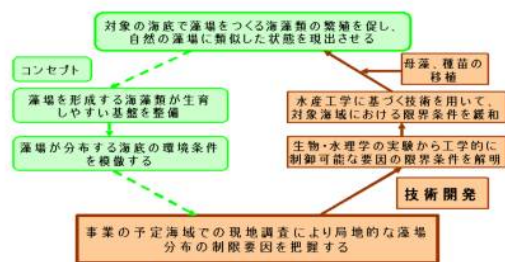 対象の海底で藻場をつくる海藻類の繁殖を促し、
自然の藻場に類似した状態を現出させる
コンセプト
母藻、種苗の
移植
藻場を形成する海藻類が生育
しやすい基盤を整備
水産工学に基づく技術を用いて、
対象海域における限界条件を緩和
藻場が分布する海底の環境条件
を模倣する
生物・水理学の実験から工学的に
制御可能な要因の限界条件を解明
技術開発
事業の予定海域での現地調査により局地的な藻場
分布の制限要因を把握する